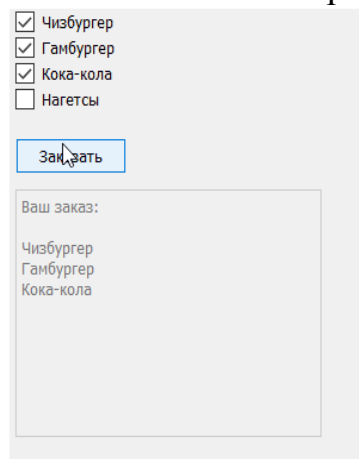 Чизбургер
Гамбургер
Кока-кола
Нагетсы
Заказать
Ваш заказ:
Чизбургер
Гамбургер
Кока-кола